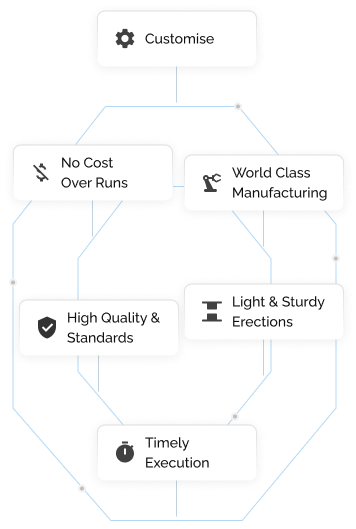 Customise
No Cost
Over Runs
World Class
Manufacturing
High Quality &
Standards
Light & Sturdy
Erections
Timely
Execution